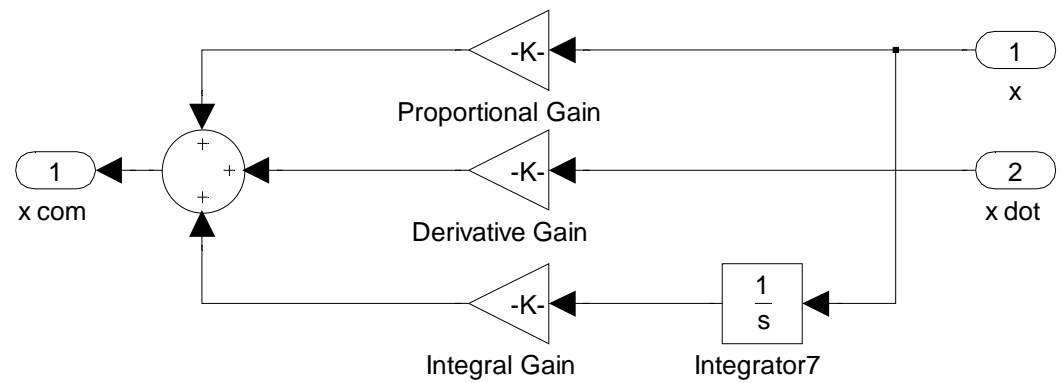 -K-
1
Proportional Gain
x
+
1
+
-K-
2
+
x com
Derivative Gain
x dot
-K-
1
s
Integral Gain
Integrator7